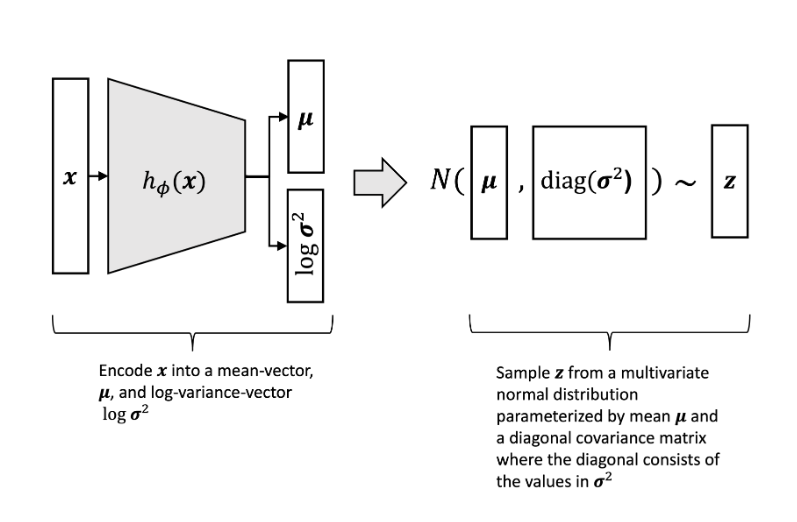 x
h_ϕ(x)
μ
log σ²
N( μ , diag(σ²) ) ~ z
Encode x into a mean-vector,
μ, and log-variance-vector
log σ²
Sample z from a multivariate
normal distribution
parameterized by mean μ and
a diagonal covariance matrix
where the diagonal consists of
the values in σ²